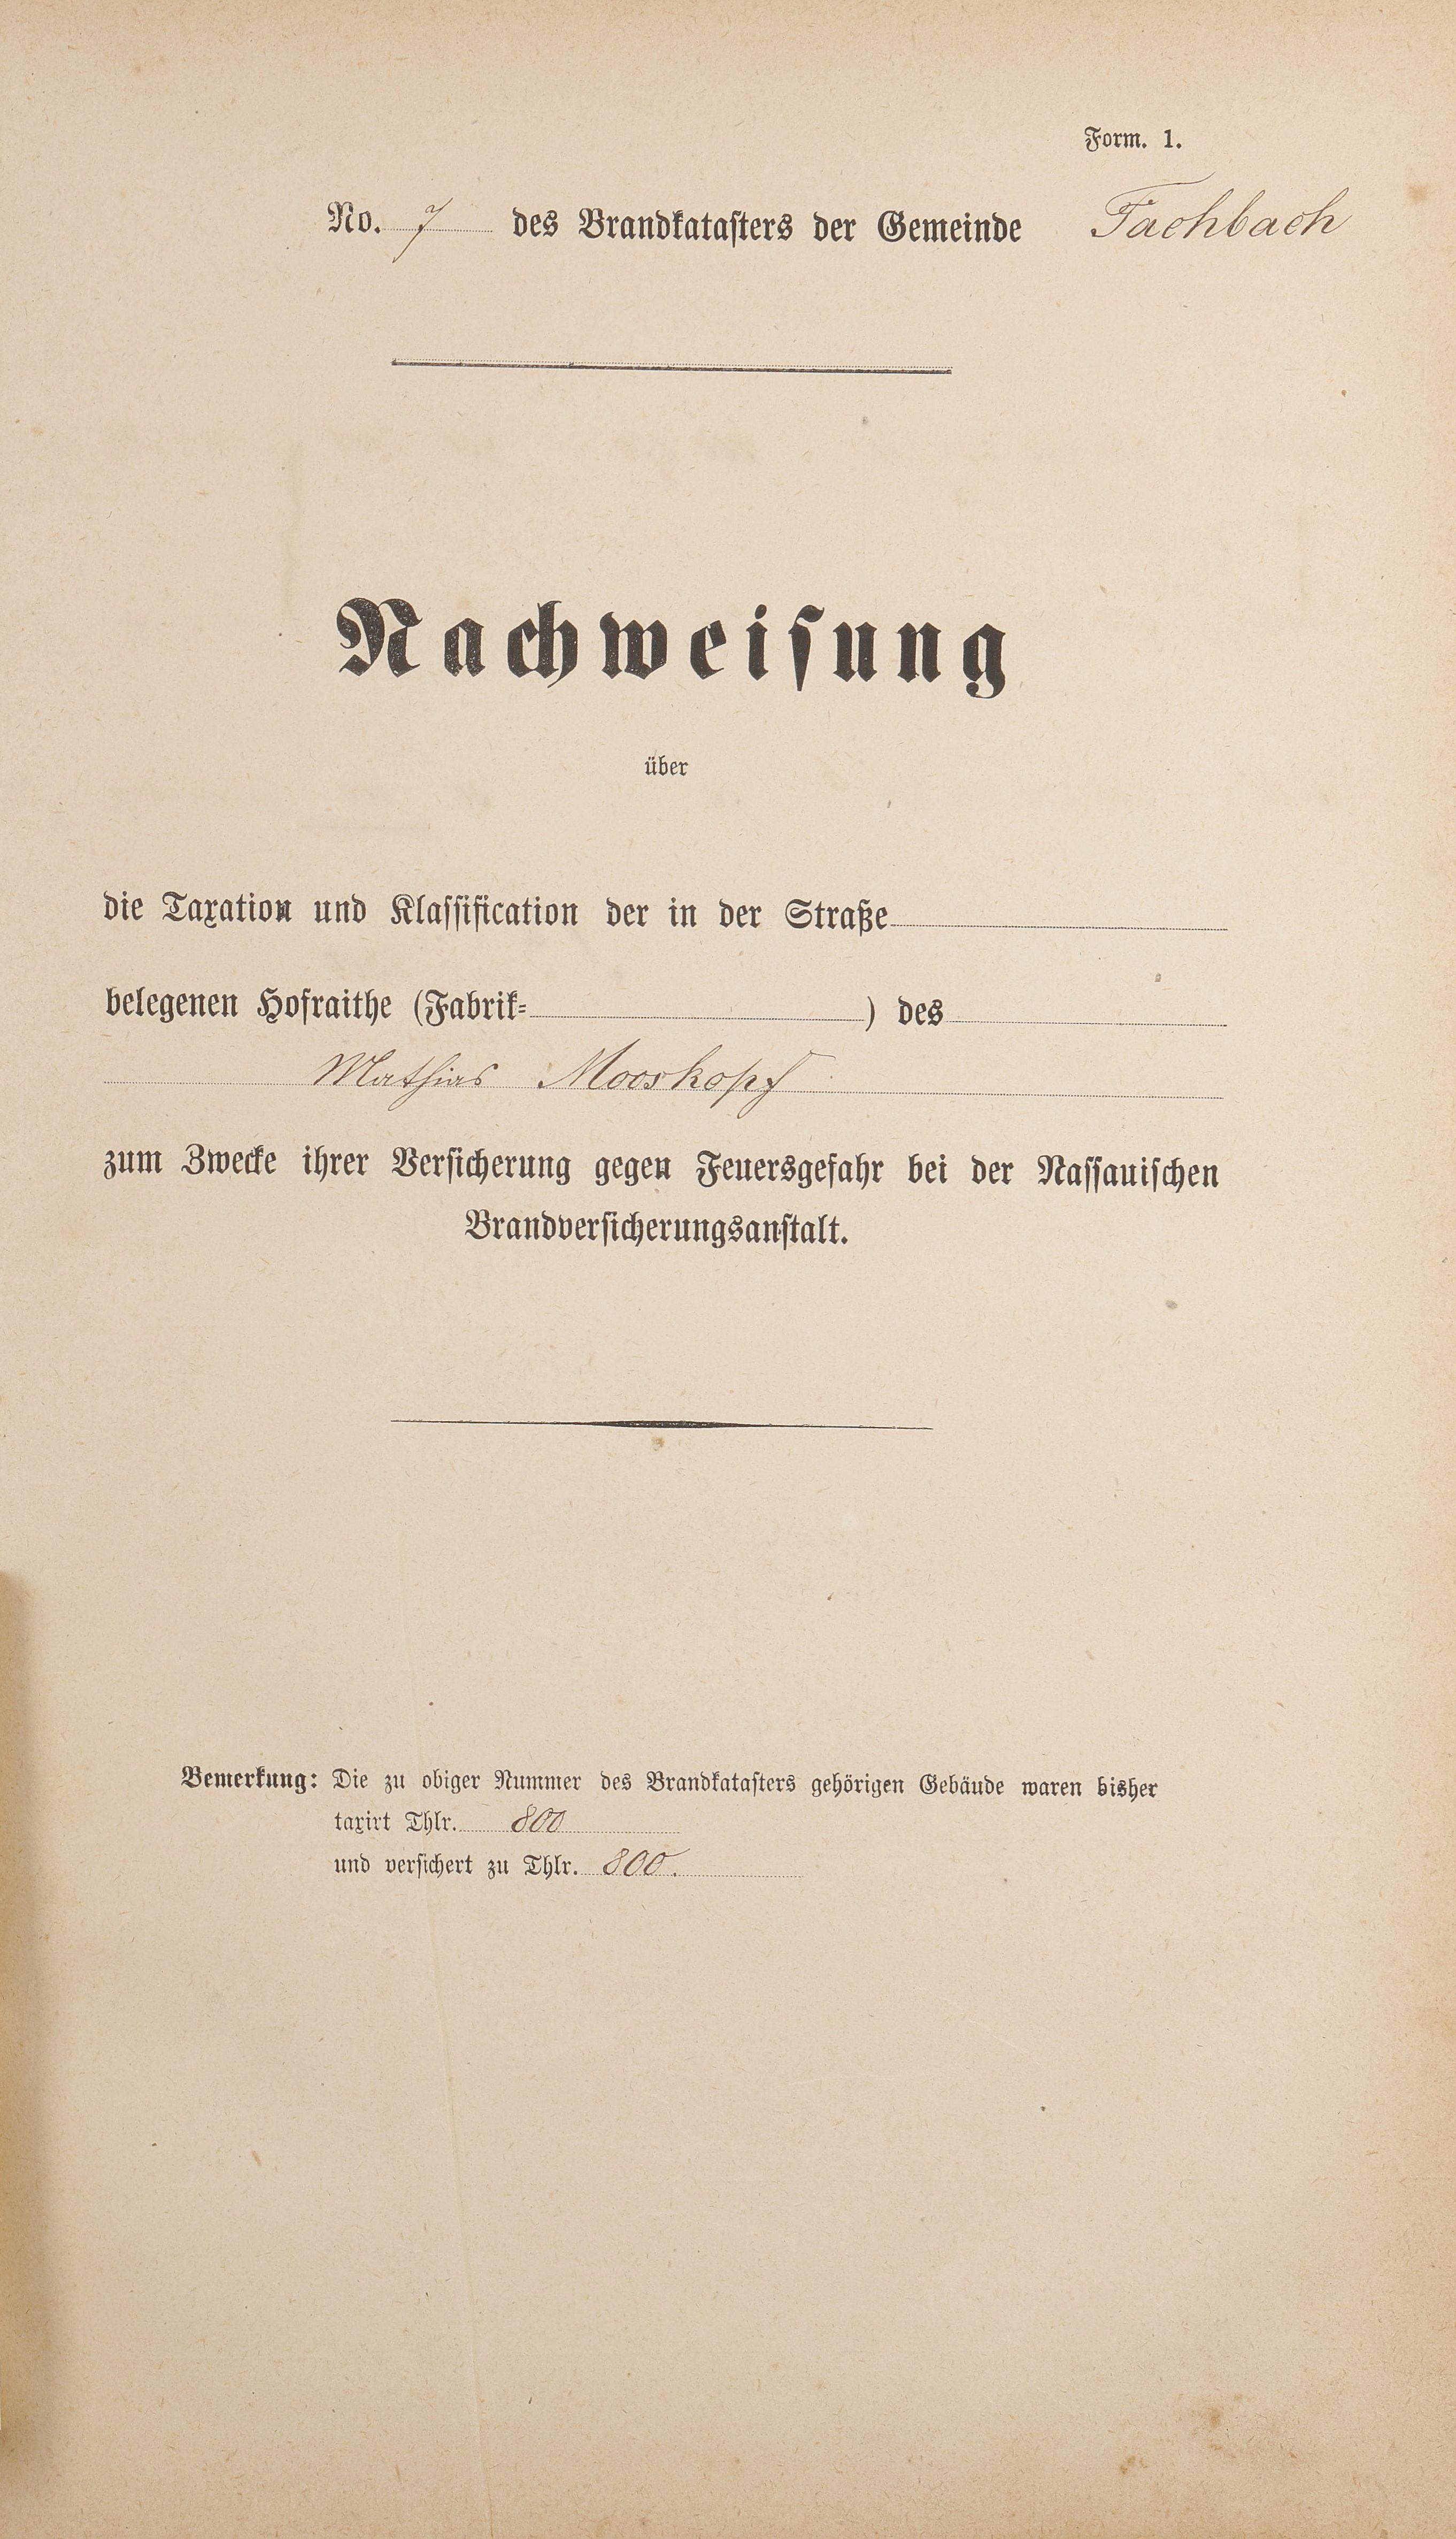 Form. 1.
No. 7 des Brandkatasters der Gemeinde Fachbach
Nachweisung
über
die Taxation und Klassification der in der Straße
belegenen Hofraithe (Fabrik- ) des
Mathias Mooskopf
zum Zwecke ihrer Versicherung gegen Feuersgefahr bei der Nassauischen
Brandversicherungsanstalt.
Bemerkung: Die zu obiger Nummer des Brandkatasters gehörigen Gebäude waren bisher
taxirt Thlr. 800
und versichert zu Thlr. 800.